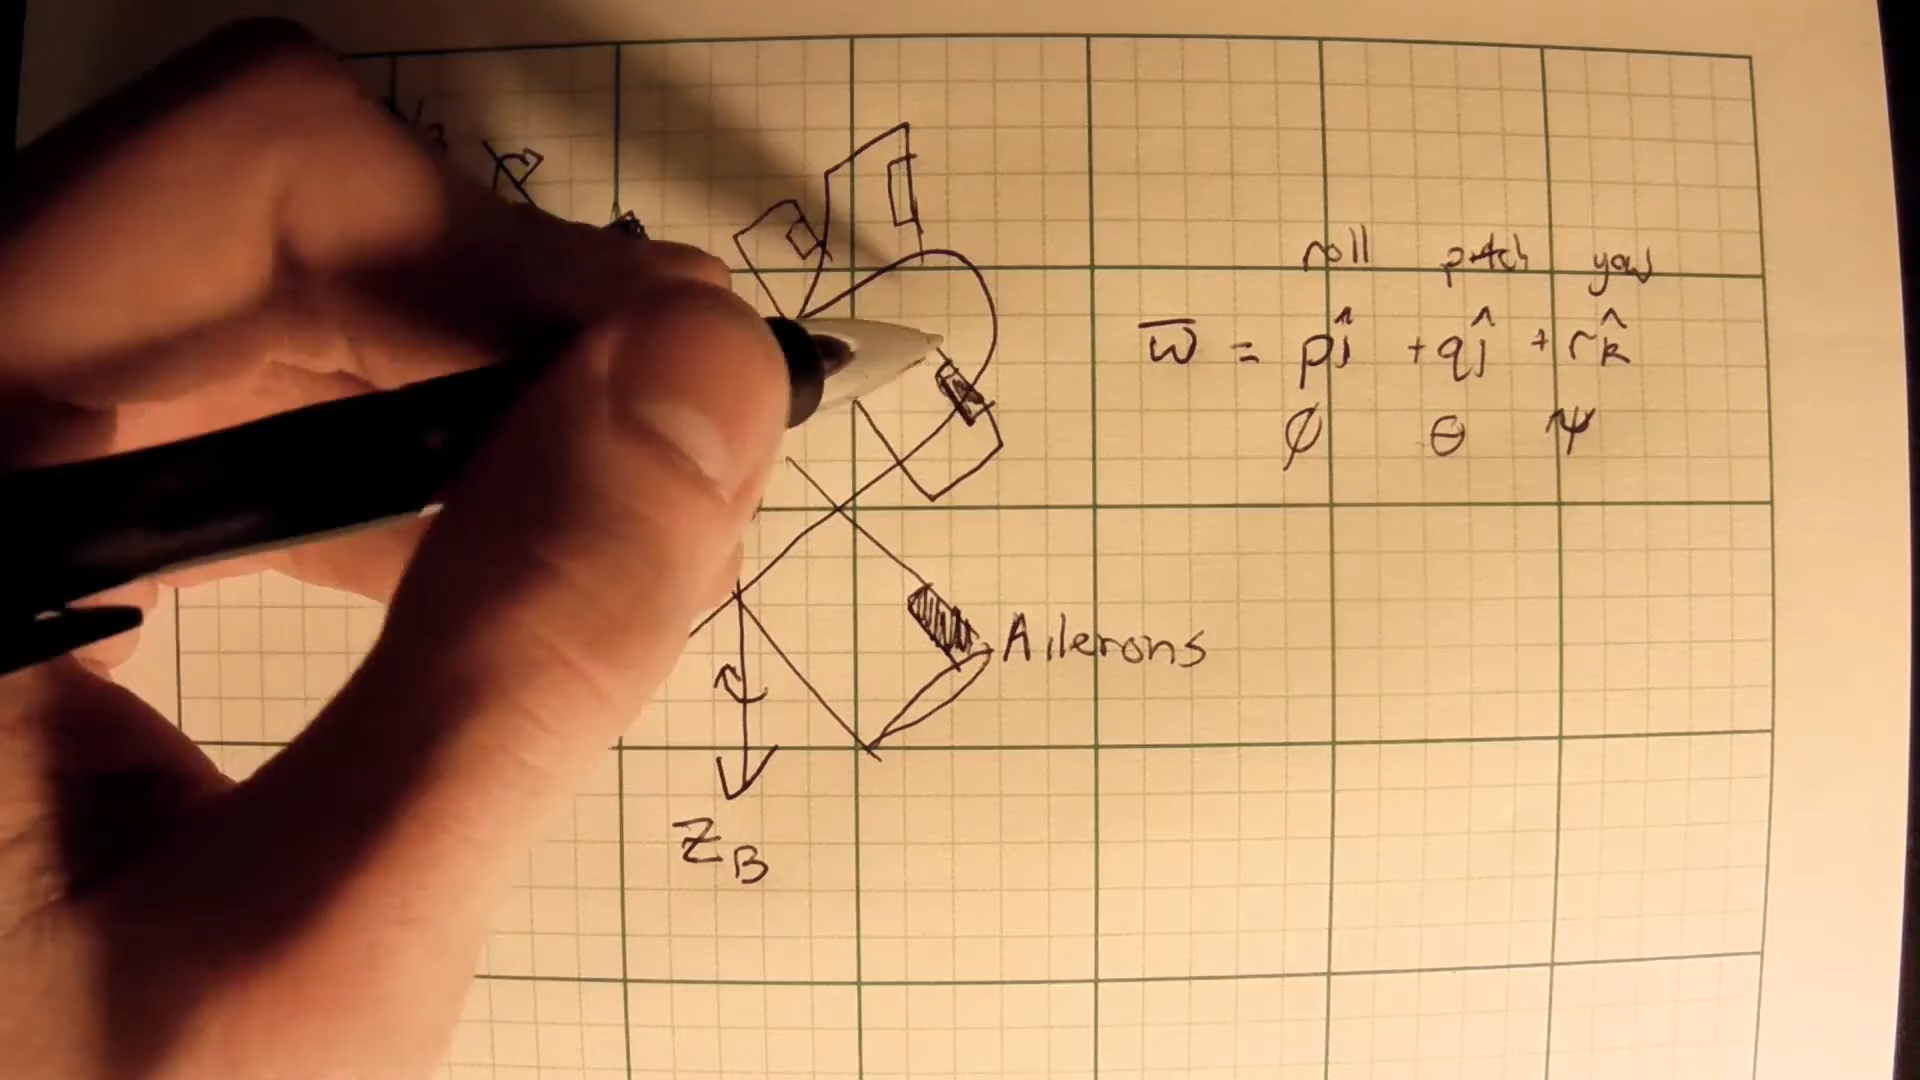 roll pitch yaw
ω̅ = pî + qĵ + rk̂
φ θ ψ
Ailerons
Z_B